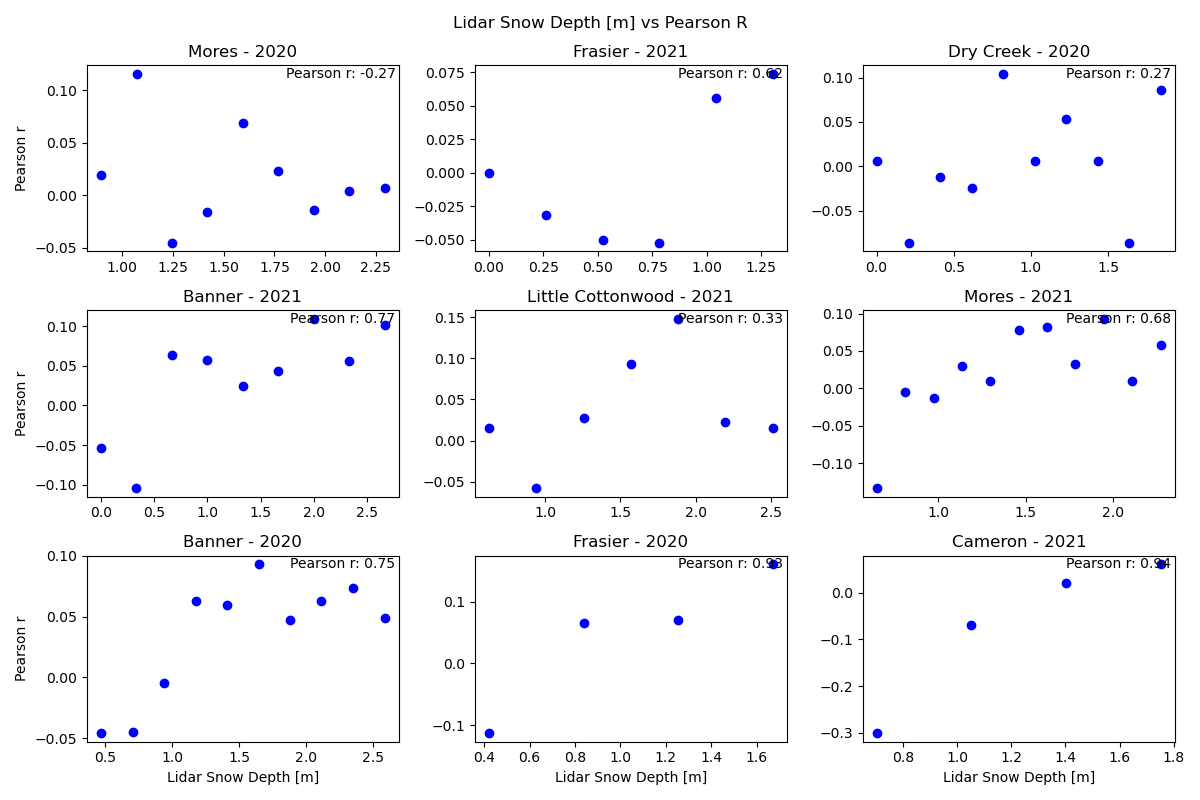 Lidar Snow Depth [m] vs Pearson R
Mores - 2020
Pearson r: -0.27
0.10
0.05
0.00
−0.05
Pearson r
1.00 1.25 1.50 1.75 2.00 2.25
Frasier - 2021
Pearson r: 0.62
0.075
0.050
0.025
0.000
−0.025
−0.050
0.00 0.25 0.50 0.75 1.00 1.25
Dry Creek - 2020
Pearson r: 0.27
0.10
0.05
0.00
−0.05
0.0 0.5 1.0 1.5
Banner - 2021
Pearson r: 0.77
0.10
0.05
0.00
−0.05
−0.10
Pearson r
0.0 0.5 1.0 1.5 2.0 2.5
Little Cottonwood - 2021
Pearson r: 0.33
0.15
0.10
0.05
0.00
−0.05
1.0 1.5 2.0 2.5
Mores - 2021
Pearson r: 0.68
0.10
0.05
0.00
−0.05
−0.10
1.0 1.5 2.0
Banner - 2020
Pearson r: 0.75
0.10
0.05
0.00
−0.05
Pearson r
0.5 1.0 1.5 2.0 2.5
Lidar Snow Depth [m]
Frasier - 2020
Pearson r: 0.93
0.1
0.0
−0.1
0.4 0.6 0.8 1.0 1.2 1.4 1.6
Lidar Snow Depth [m]
Cameron - 2021
Pearson r: 0.94
0.0
−0.1
−0.2
−0.3
0.8 1.0 1.2 1.4 1.6 1.8
Lidar Snow Depth [m]